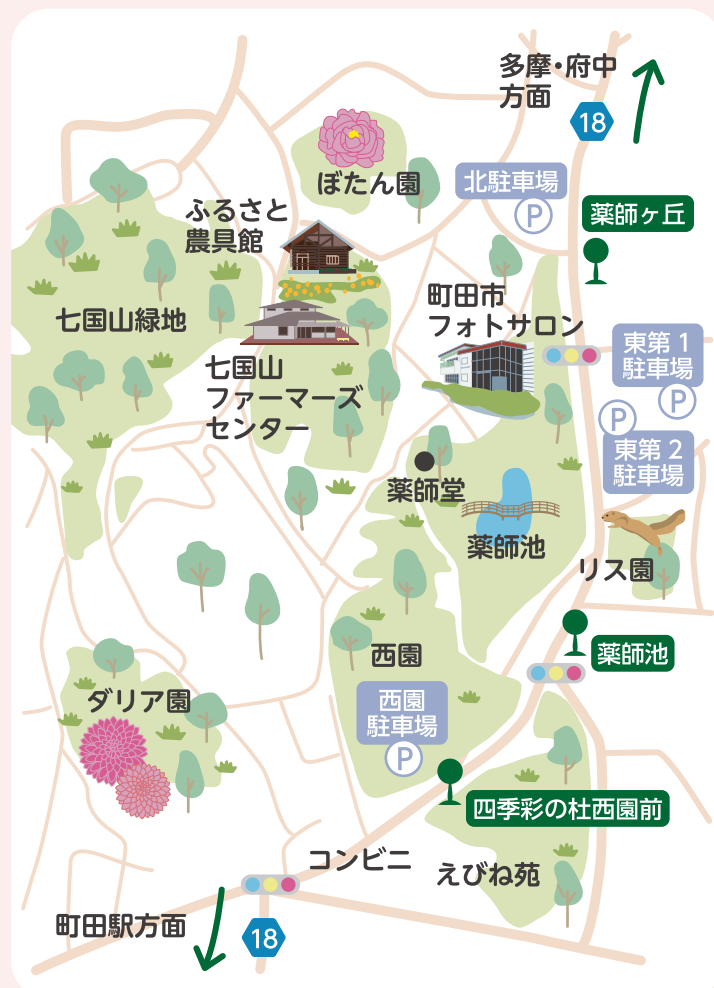 多摩・府中
方面
18
ぼたん園
北駐車場
P
薬師ヶ丘
ふるさと
農具館
七国山緑地
町田市
フォトサロン
東第1
駐車場
P
P
東第2
駐車場
七国山
ファーマーズ
センター
薬師堂
薬師池
リス園
西園
薬師池
ダリア園
西園
駐車場
P
四季彩の杜西園前
コンビニ
えびね苑
町田駅方面
18